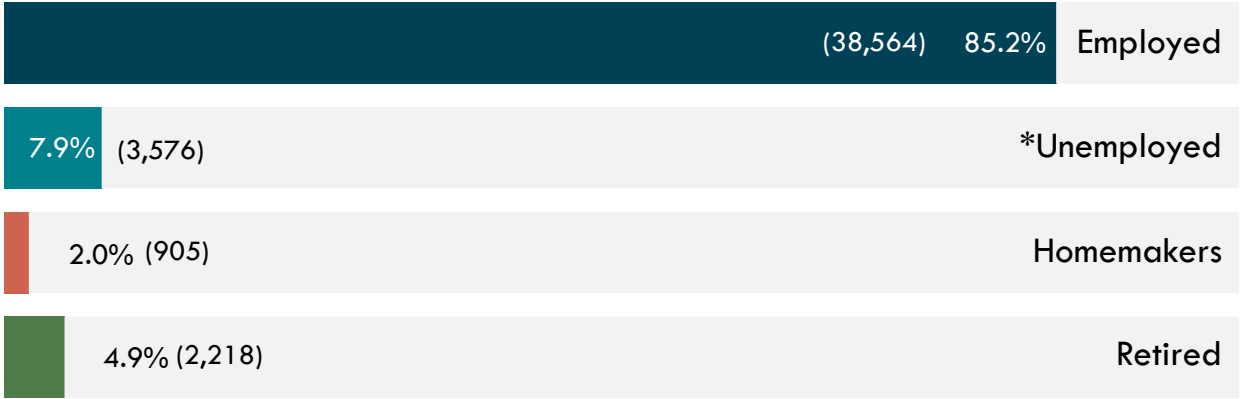 (38,564) 85.2% Employed
7.9% (3,576) *Unemployed
2.0% (905) Homemakers
4.9% (2,218) Retired